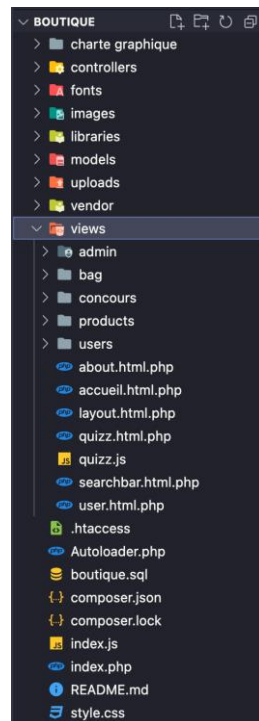 BOUTIQUE
charte graphique
controllers
fonts
images
libraries
models
uploads
vendor
views
admin
bag
concours
products
users
about.html.php
accueil.html.php
layout.html.php
quizz.html.php
quizz.js
searchbar.html.php
user.html.php
.htaccess
Autoloader.php
boutique.sql
composer.json
composer.lock
index.js
index.php
README.md
style.css